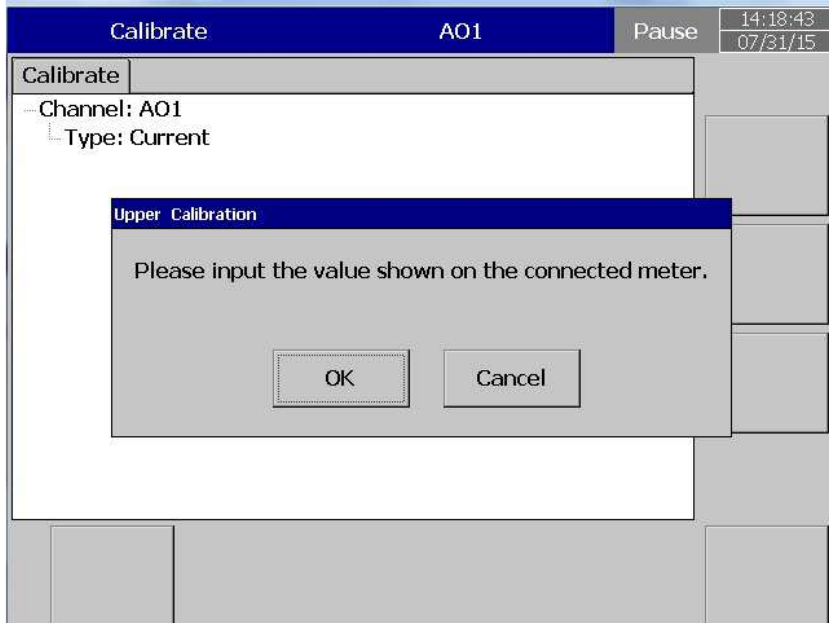 Calibrate AO1 Pause 14:18:43
07/31/15
Calibrate
Channel: AO1
Type: Current
Upper Calibration
Please input the value shown on the connected meter.
OK Cancel